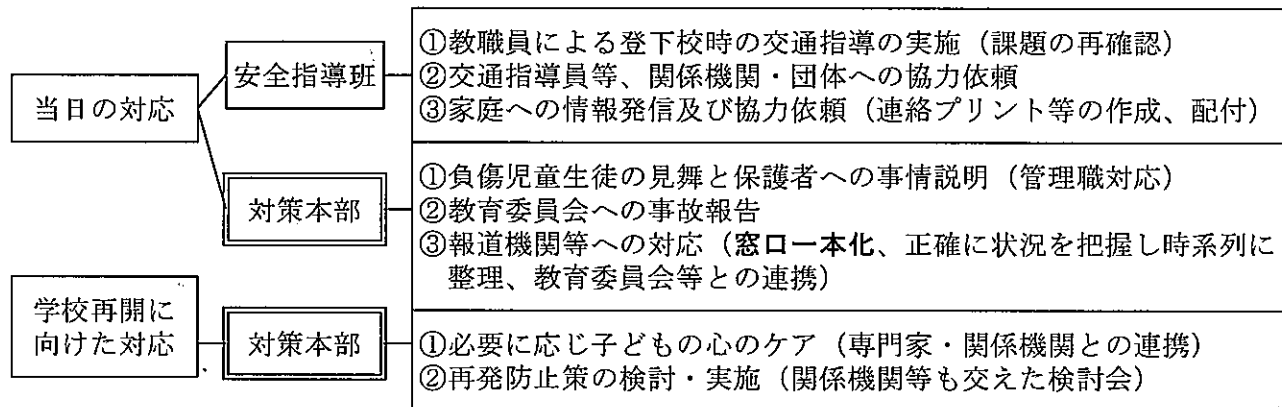 当日の対応
安全指導班
①教職員による登下校時の交通指導の実施（課題の再確認）
②交通指導員等、関係機関・団体への協力依頼
③家庭への情報発信及び協力依頼（連絡プリント等の作成、配付）
対策本部
①負傷児童生徒の見舞と保護者への事情説明（管理職対応）
②教育委員会への事故報告
③報道機関等への対応（窓口一本化、正確に状況を把握し時系列に
整理、教育委員会等との連携）
学校再開に
向けた対応
対策本部
①必要に応じ子どもの心のケア（専門家・関係機関との連携）
②再発防止策の検討・実施（関係機関等も交えた検討会）